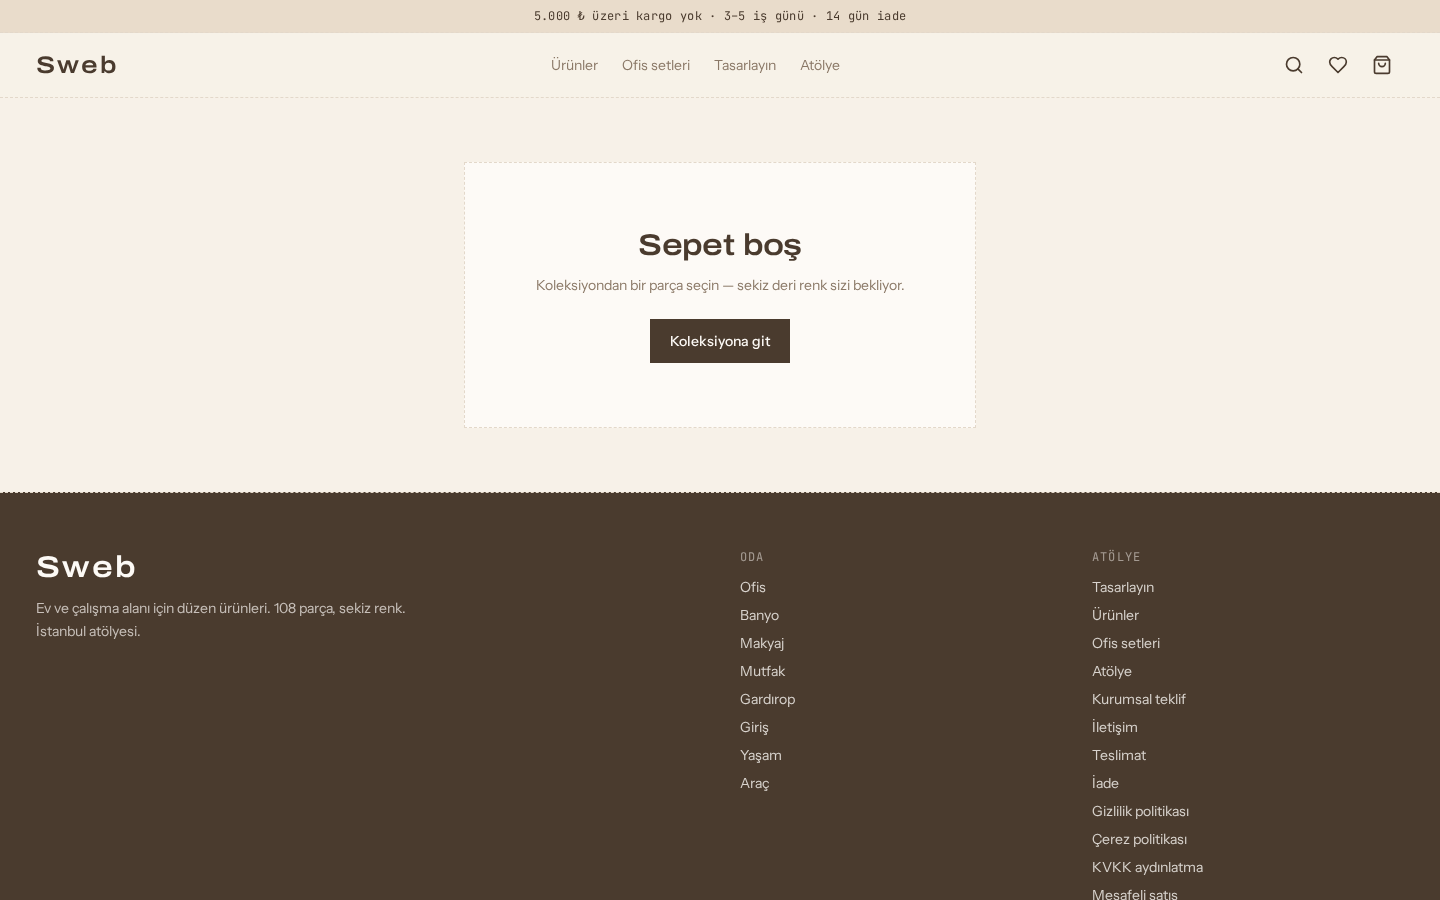 5.000 ₺ üzeri kargo yok · 3–5 iş günü · 14 gün iade
Sweb
Ürünler
Ofis setleri
Tasarlayın
Atölye
Sepet boş
Koleksiyondan bir parça seçin — sekiz deri renk sizi bekliyor.
Koleksiyona git
Sweb
Ev ve çalışma alanı için düzen ürünleri. 108 parça, sekiz renk.
İstanbul atölyesi.
ODA
Ofis
Banyo
Makyaj
Mutfak
Gardırop
Giriş
Yaşam
Araç
ATÖLYE
Tasarlayın
Ürünler
Ofis setleri
Atölye
Kurumsal teklif
İletişim
Teslimat
İade
Gizlilik politikası
Çerez politikası
KVKK aydınlatma
Mesafeli satış